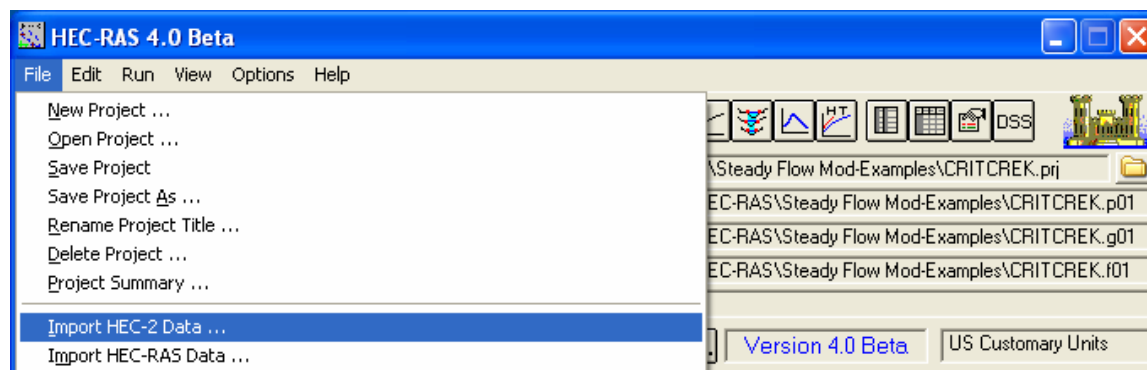 HEC-RAS 4.0 Beta
File Edit Run View Options Help
New Project ...
Open Project ...
Save Project
Save Project As ...
Rename Project Title ...
Delete Project ...
Project Summary ...
Import HEC-2 Data ...
Import HEC-RAS Data ...
HT DSS
\Steady Flow Mod-Examples\CRITCREK.prj
EC-RAS\Steady Flow Mod-Examples\CRITCREK.p01
EC-RAS\Steady Flow Mod-Examples\CRITCREK.g01
EC-RAS\Steady Flow Mod-Examples\CRITCREK.f01
... Version 4.0 Beta US Customary Units